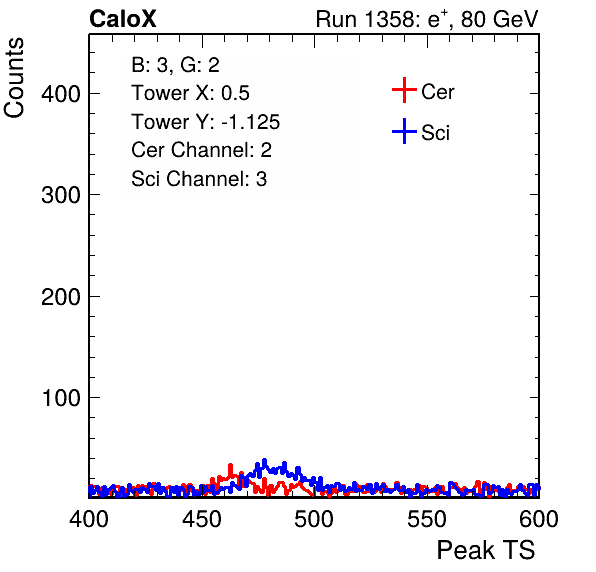 CaloX Run 1358: e⁺, 80 GeV
Counts
B: 3, G: 2
Tower X: 0.5
Tower Y: -1.125
Cer Channel: 2
Sci Channel: 3
Cer
Sci
400
300
200
100
400 450 500 550 600
Peak TS